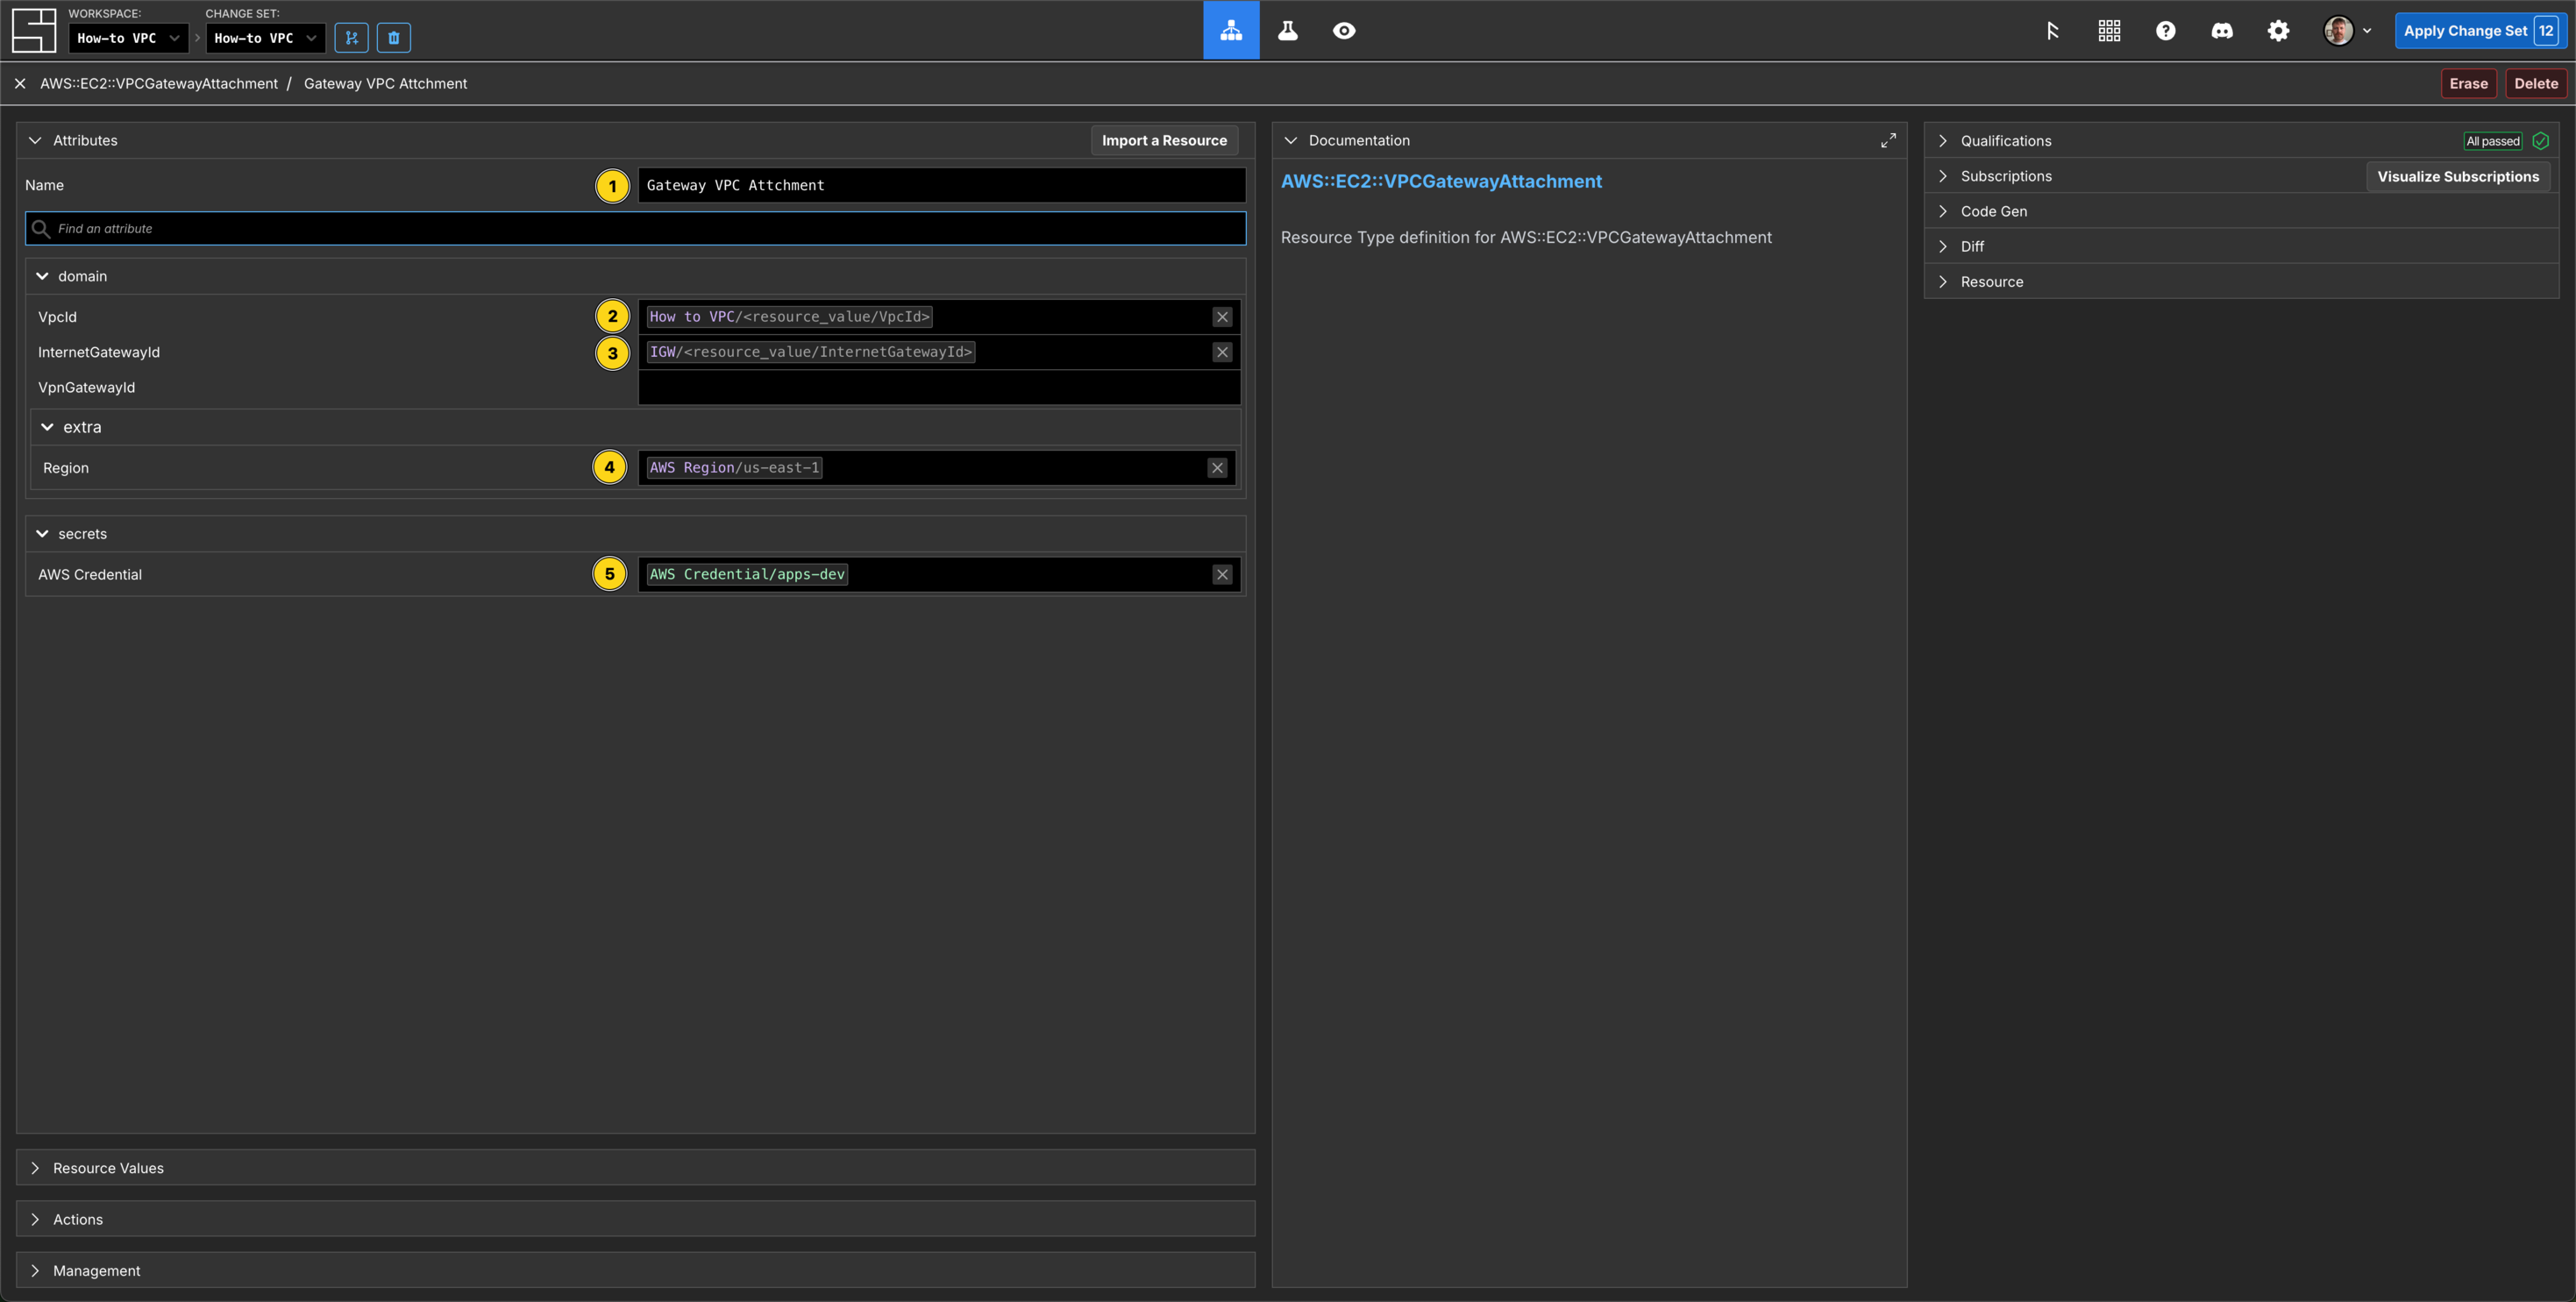 WORKSPACE:
How-to VPC
CHANGE SET:
How-to VPC
Apply Change Set 12
AWS::EC2::VPCGatewayAttachment / Gateway VPC Attchment
Erase
Delete
Attributes
Import a Resource
Name
1
Gateway VPC Attchment
Find an attribute
domain
VpcId
2
How to VPC/<resource_value/VpcId>
InternetGatewayId
3
IGW/<resource_value/InternetGatewayId>
VpnGatewayId
extra
Region
4
AWS Region/us-east-1
secrets
AWS Credential
5
AWS Credential/apps-dev
Resource Values
Actions
Management
Documentation
AWS::EC2::VPCGatewayAttachment
Resource Type definition for AWS::EC2::VPCGatewayAttachment
Qualifications
All passed
Subscriptions
Visualize Subscriptions
Code Gen
Diff
Resource